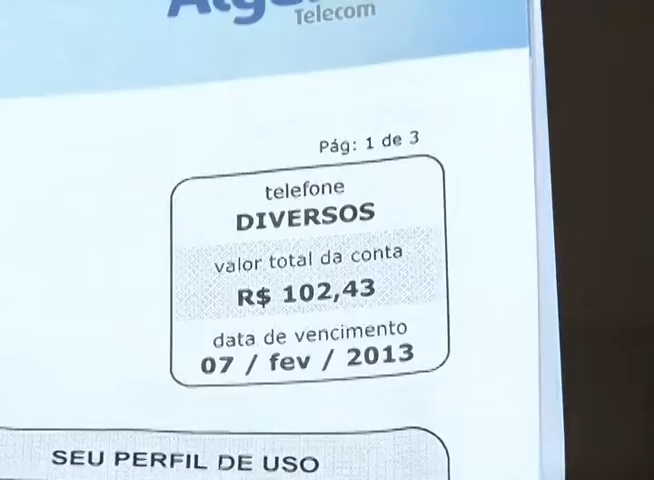 Telecom
Pág: 1 de 3
telefone
DIVERSOS
valor total da conta
R$ 102,43
data de vencimento
07 / fev / 2013
SEU PERFIL DE USO